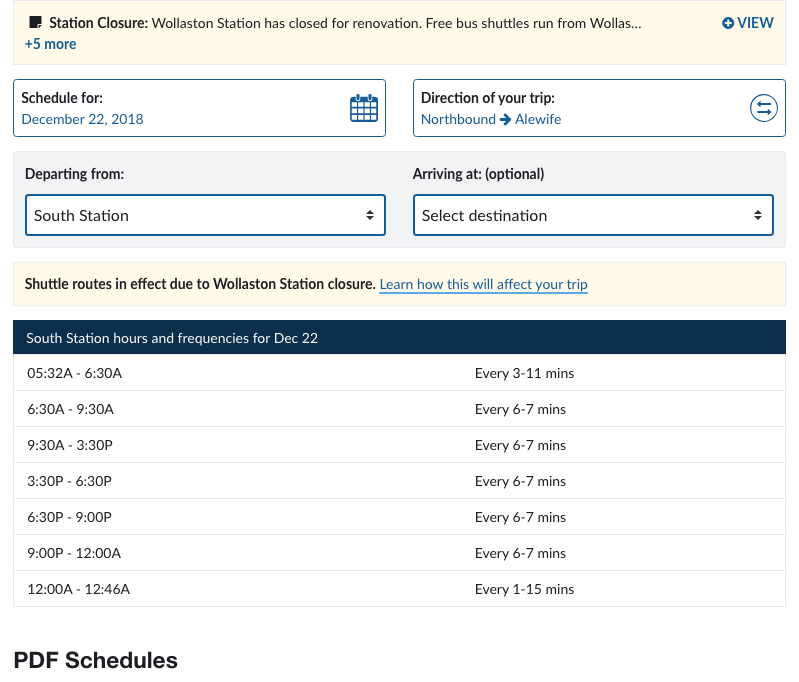 Station Closure: Wollaston Station has closed for renovation. Free bus shuttles run from Wollas...
VIEW
+5 more
Schedule for:
December 22, 2018
Direction of your trip:
Northbound → Alewife
Departing from:
South Station
Arriving at: (optional)
Select destination
Shuttle routes in effect due to Wollaston Station closure. Learn how this will affect your trip
South Station hours and frequencies for Dec 22
05:32A - 6:30A Every 3-11 mins
6:30A - 9:30A Every 6-7 mins
9:30A - 3:30P Every 6-7 mins
3:30P - 6:30P Every 6-7 mins
6:30P - 9:00P Every 6-7 mins
9:00P - 12:00A Every 6-7 mins
12:00A - 12:46A Every 1-15 mins
PDF Schedules